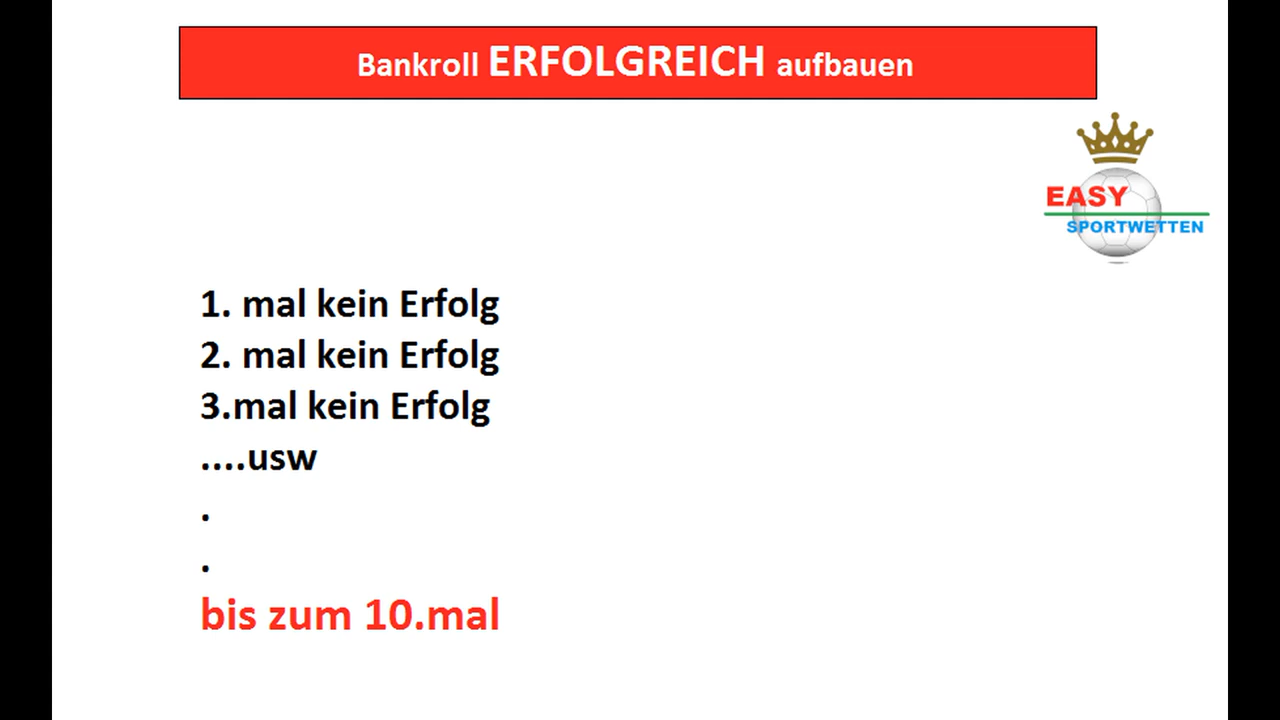 Bankroll ERFOLGREICH aufbauen
EASY
SPORTWETTEN
1. mal kein Erfolg
2. mal kein Erfolg
3.mal kein Erfolg
....usw
.
.
bis zum 10.mal